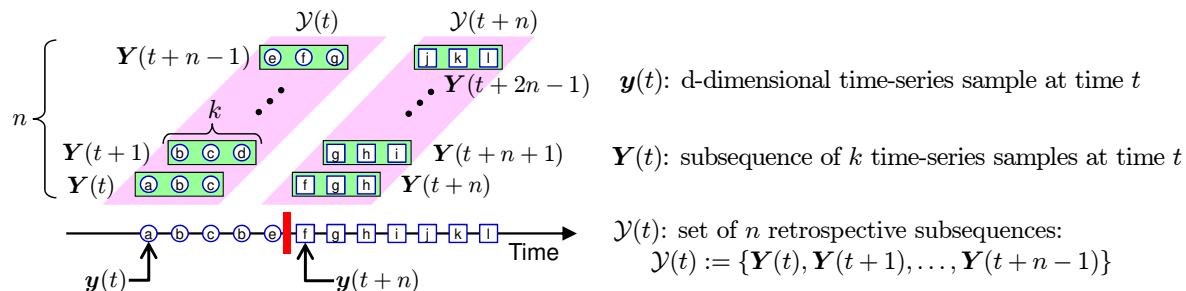 𝒴(t)
𝒴(t + n)
Y(t + n − 1)
e f g
j k l
Y(t + 2n − 1)
n
k
Y(t + 1)
b c d
g h i
Y(t + n + 1)
Y(t)
a b c
f g h
Y(t + n)
a b c b e f g h i j k l
Time
y(t)
y(t + n)
y(t): d-dimensional time-series sample at time t
Y(t): subsequence of k time-series samples at time t
𝒴(t): set of n retrospective subsequences:
𝒴(t) := {Y(t), Y(t + 1), . . . , Y(t + n − 1)}